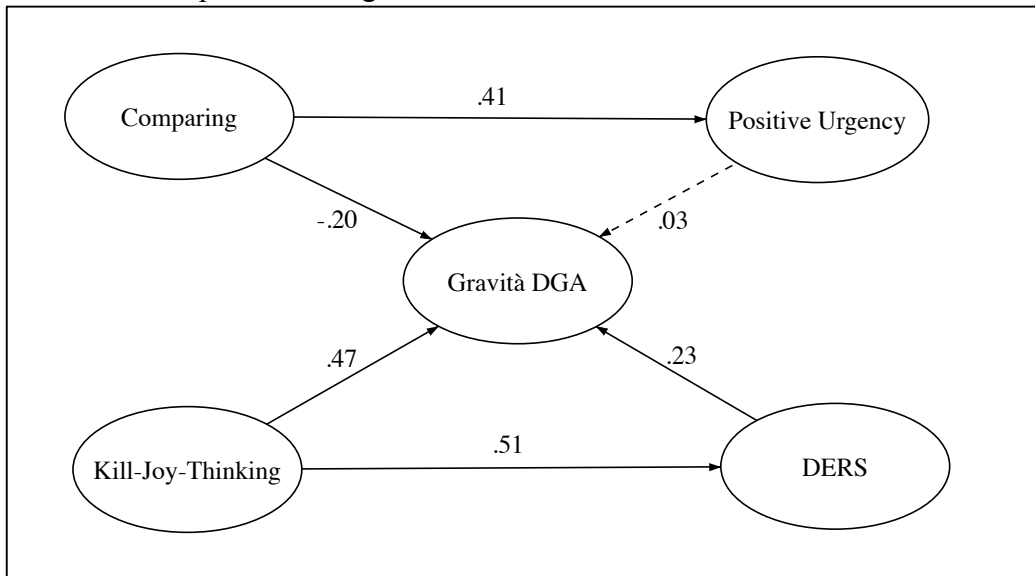 Comparing
.41
Positive Urgency
-.20
.03
Gravità DGA
.47
.23
Kill-Joy-Thinking
.51
DERS